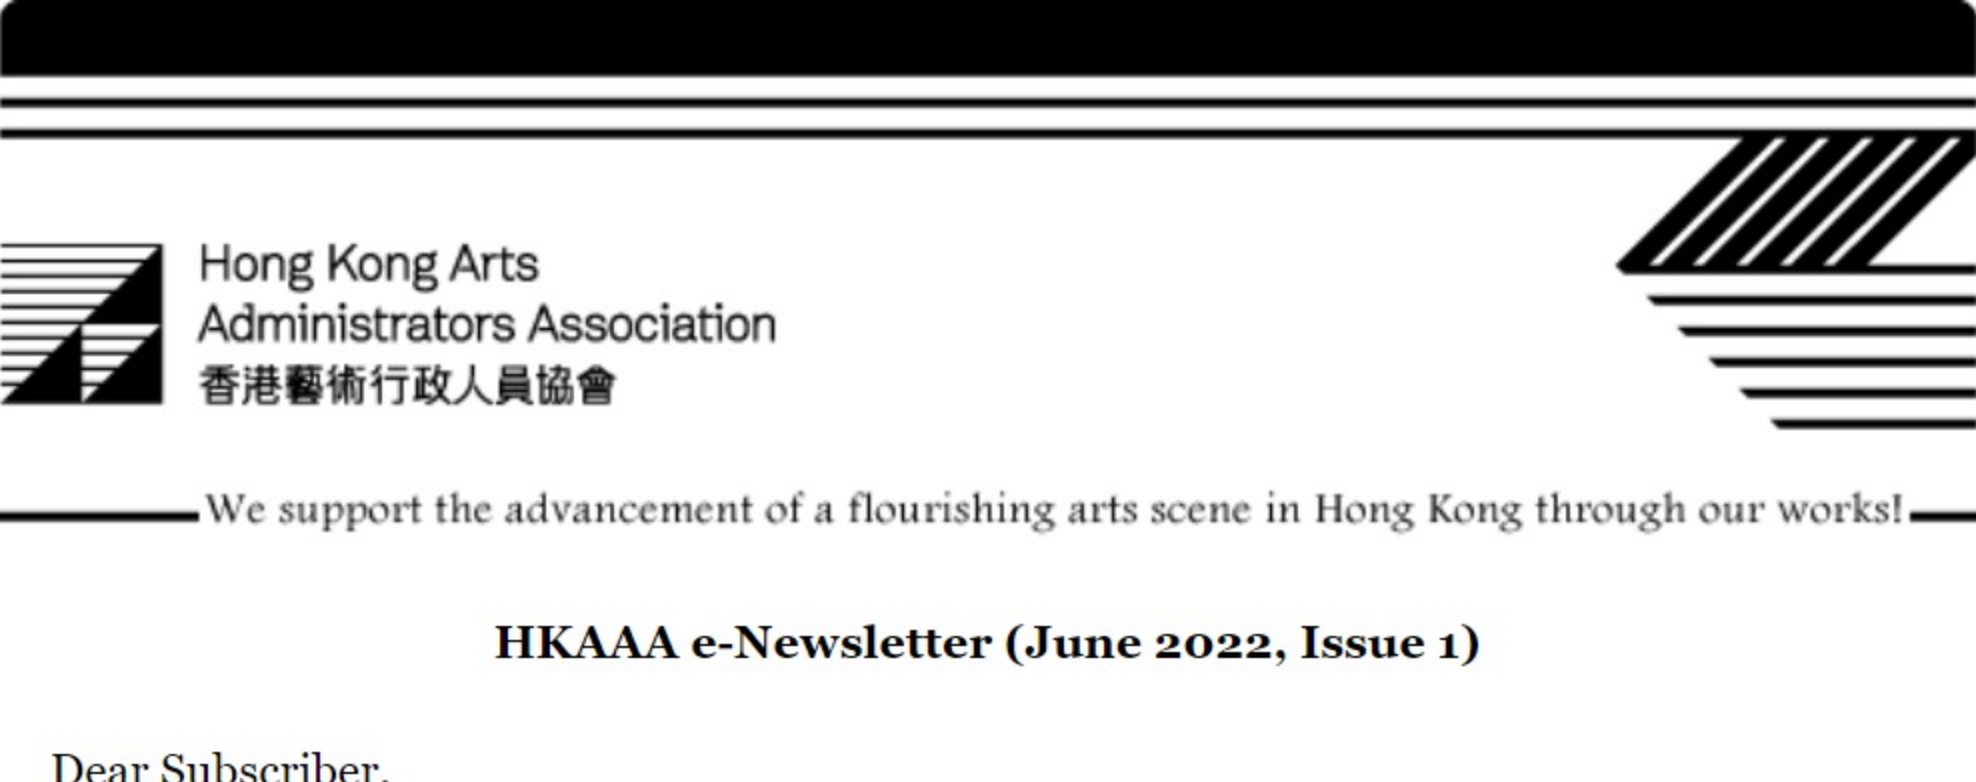 Hong Kong Arts
Administrators Association
香港藝術行政人員協會
We support the advancement of a flourishing arts scene in Hong Kong through our works!
HKAAA e-Newsletter (June 2022, Issue 1)
Dear Subscriber,